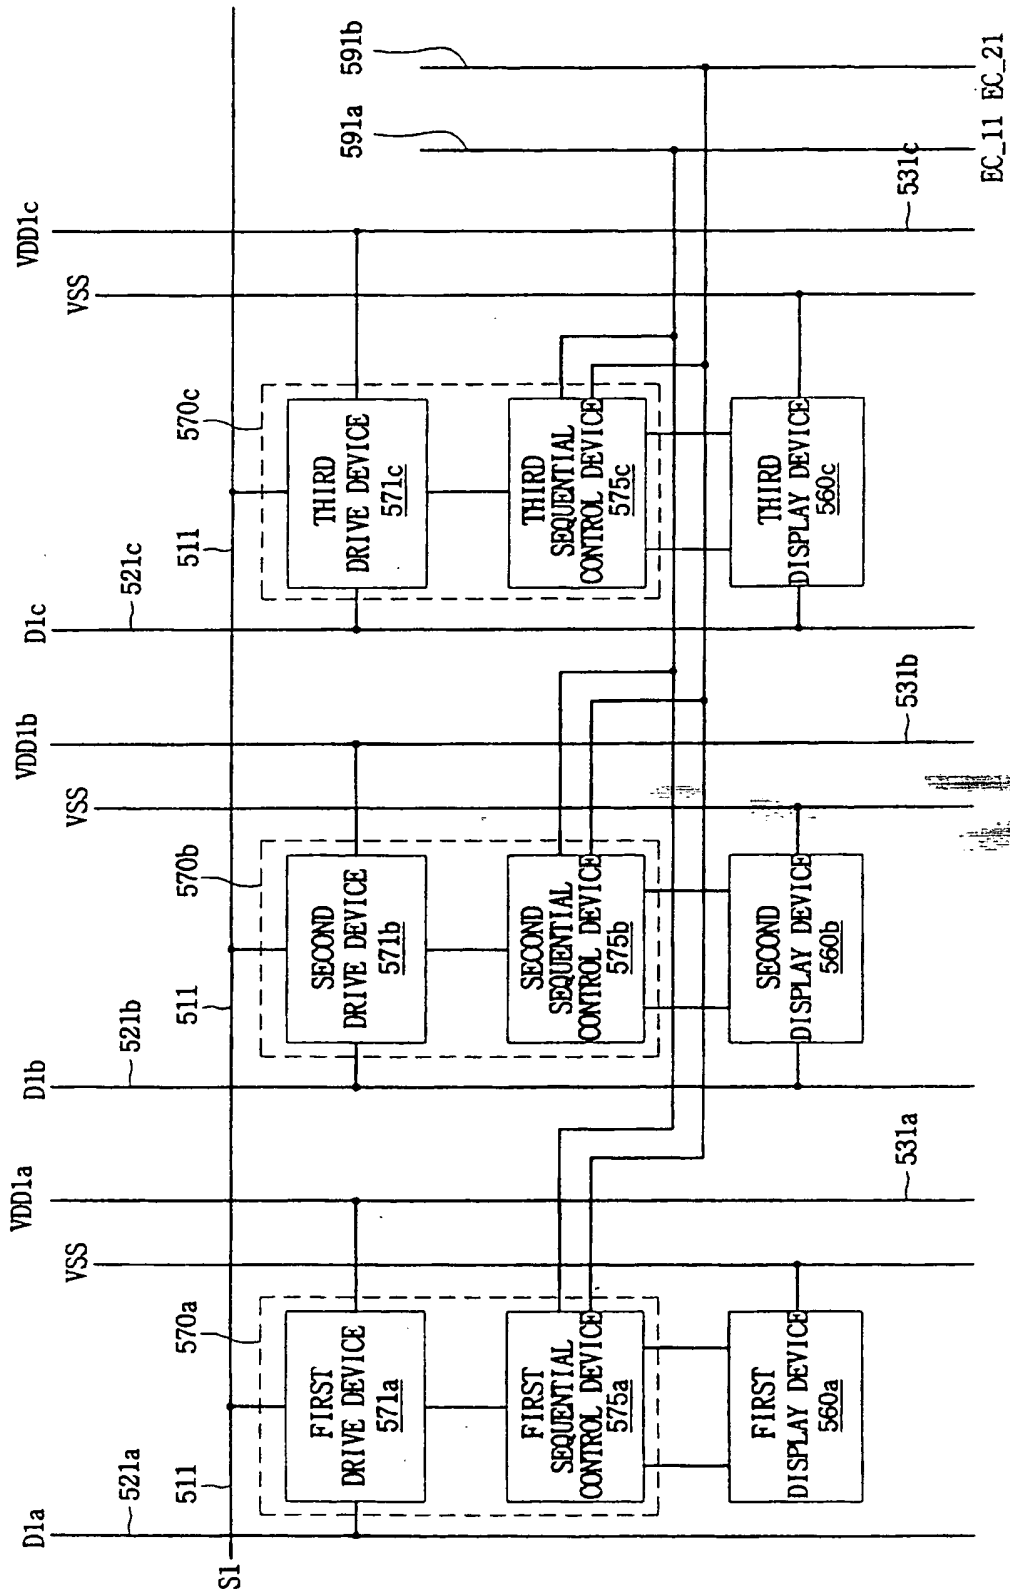 D1a
521a
VSS
VDD1a
D1b
521b
VSS
VDD1b
D1c
521c
VSS
VDD1c
S1
511
570a
511
570b
511
570c
591a
591b
FIRST
DRIVE DEVICE
571a
SECOND
DRIVE DEVICE
571b
THIRD
DRIVE DEVICE
571c
FIRST
SEQUENTIAL
CONTROL DEVICE
575a
SECOND
SEQUENTIAL
CONTROL DEVICE
575b
THIRD
SEQUENTIAL
CONTROL DEVICE
575c
FIRST
DISPLAY DEVICE
560a
SECOND
DISPLAY DEVICE
560b
THIRD
DISPLAY DEVICE
560c
531a
531b
531c
EC_11
EC_21